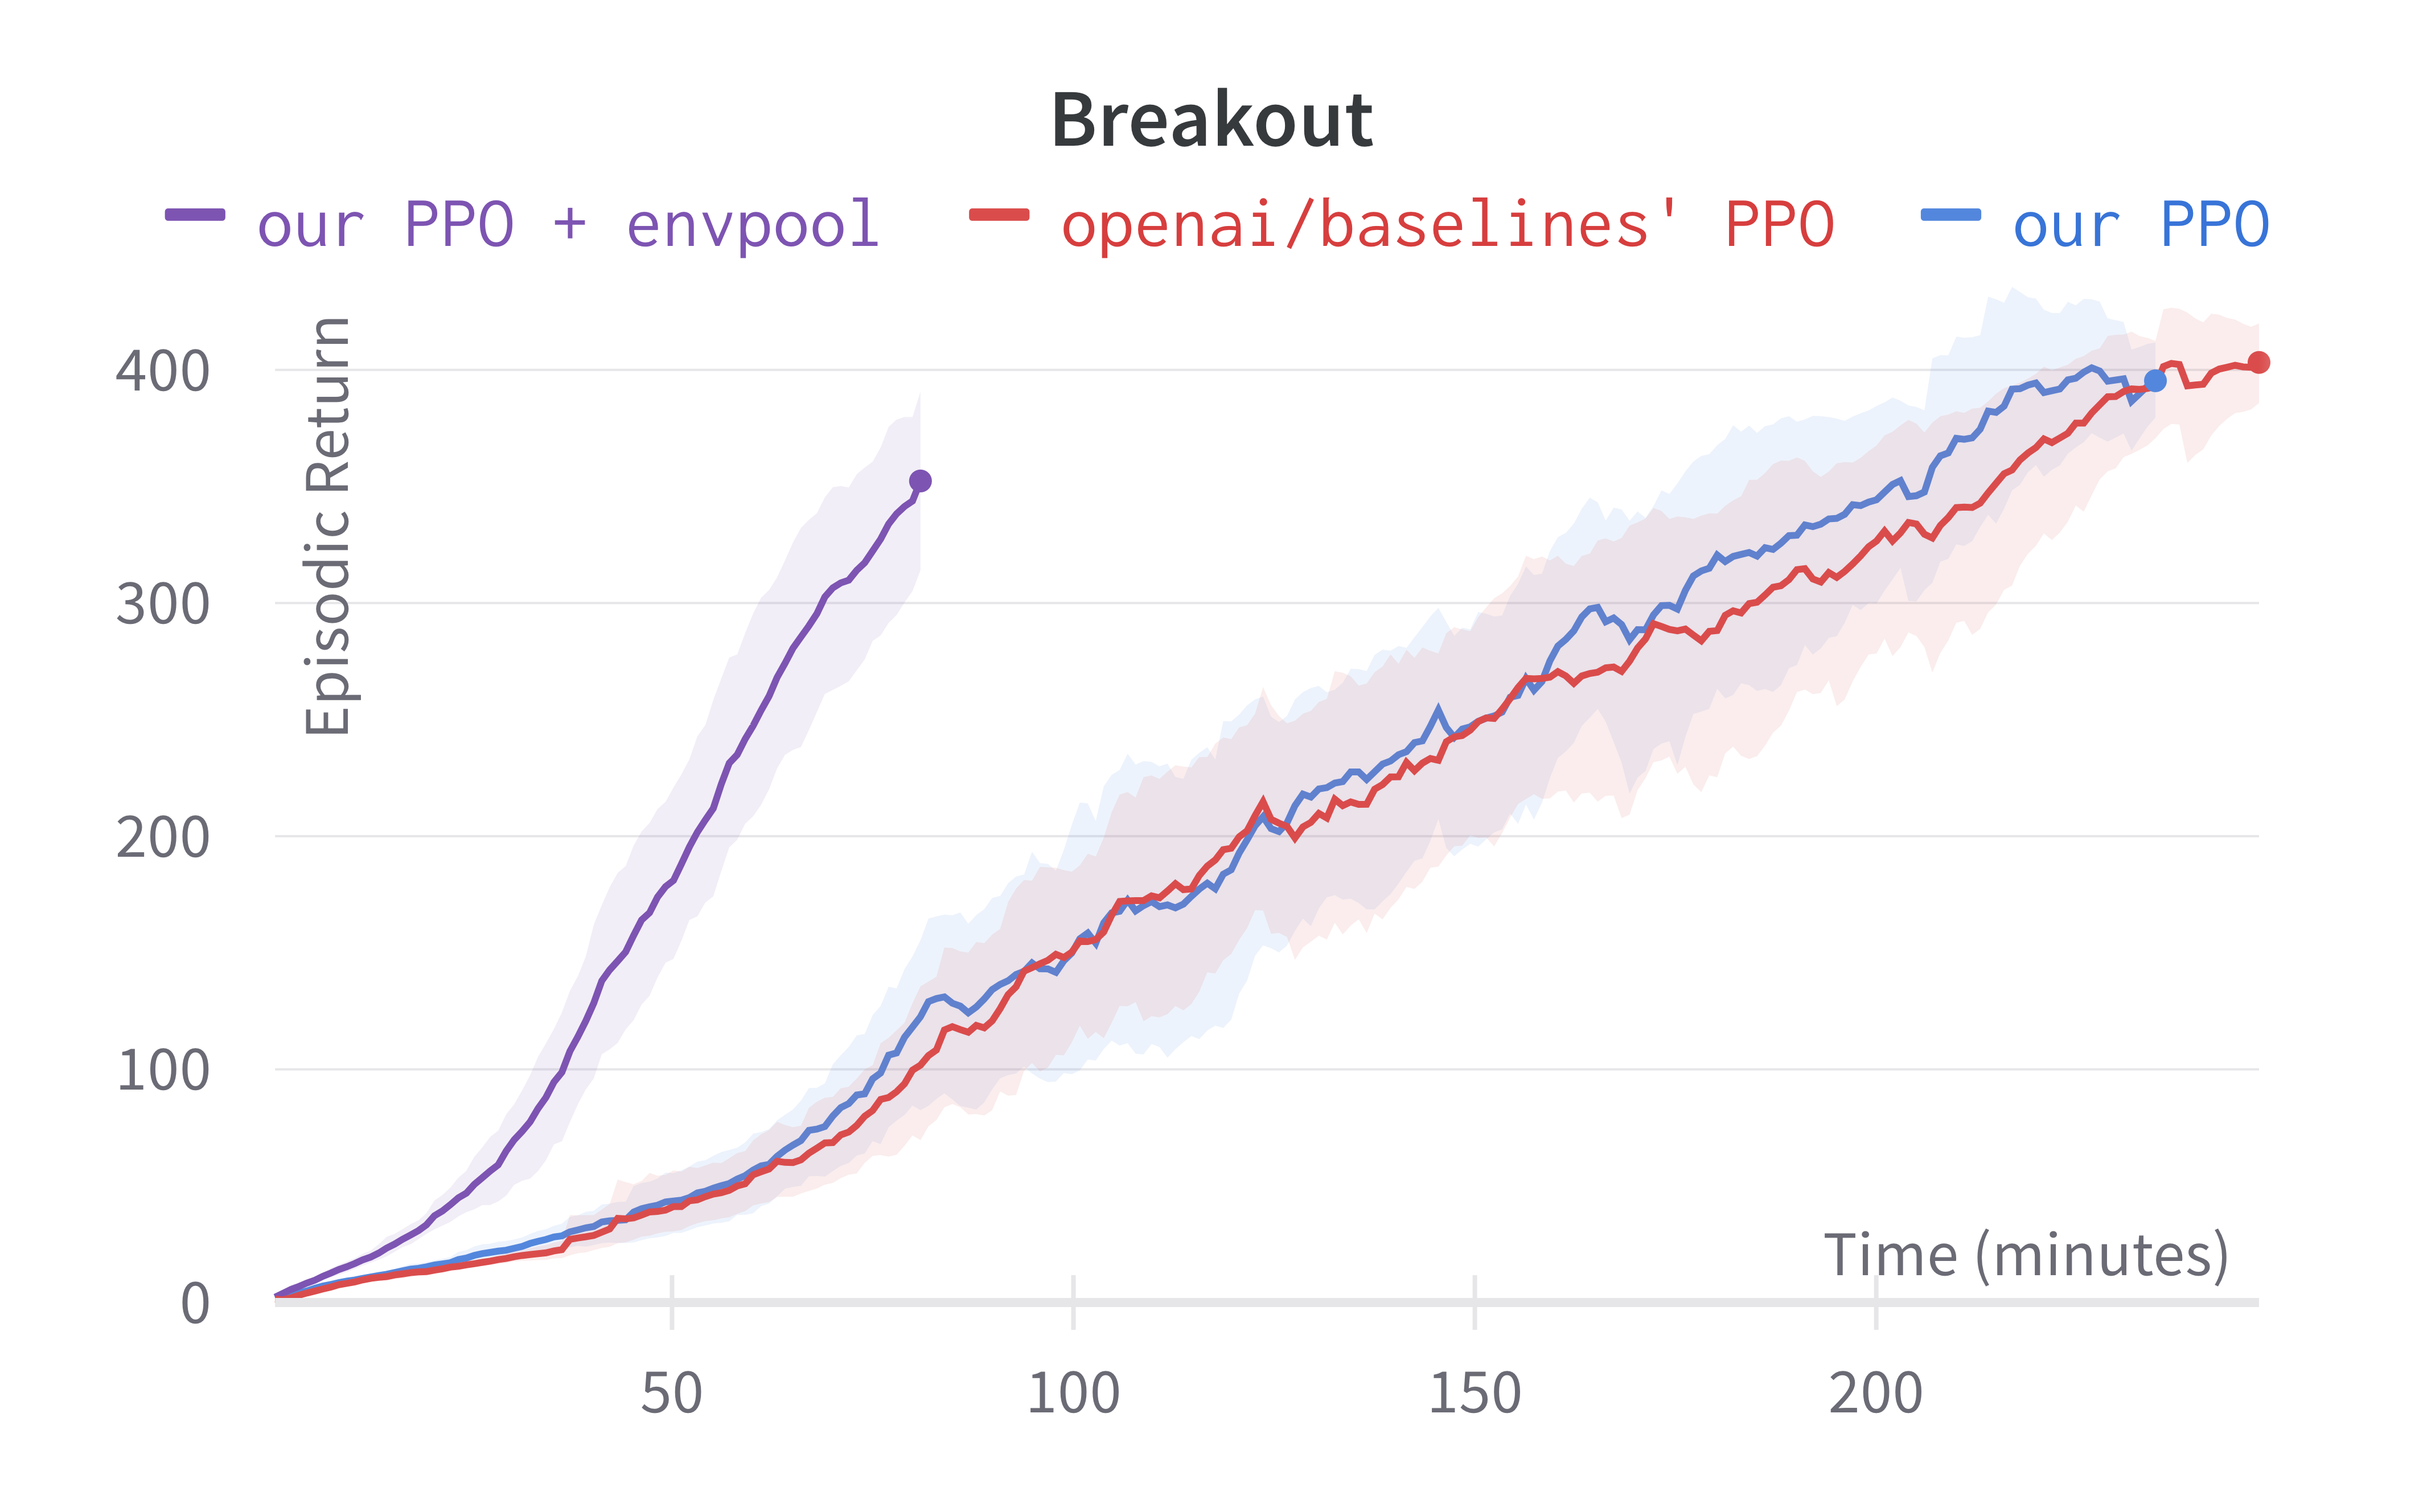 Breakout
our PPO + envpool
openai/baselines' PPO
our PPO
Episodic Return
400
300
200
100
0
Time (minutes)
50
100
150
200